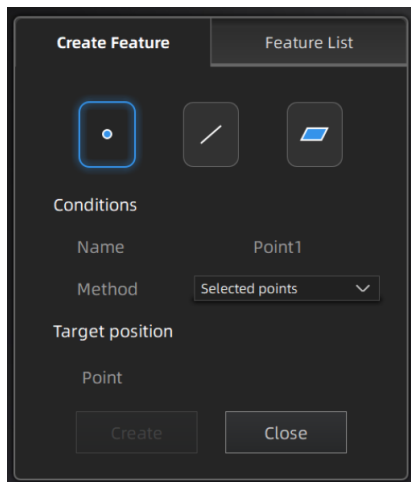 Create Feature
Feature List
Conditions
Name Point1
Method Selected points
Target position
Point
Create Close